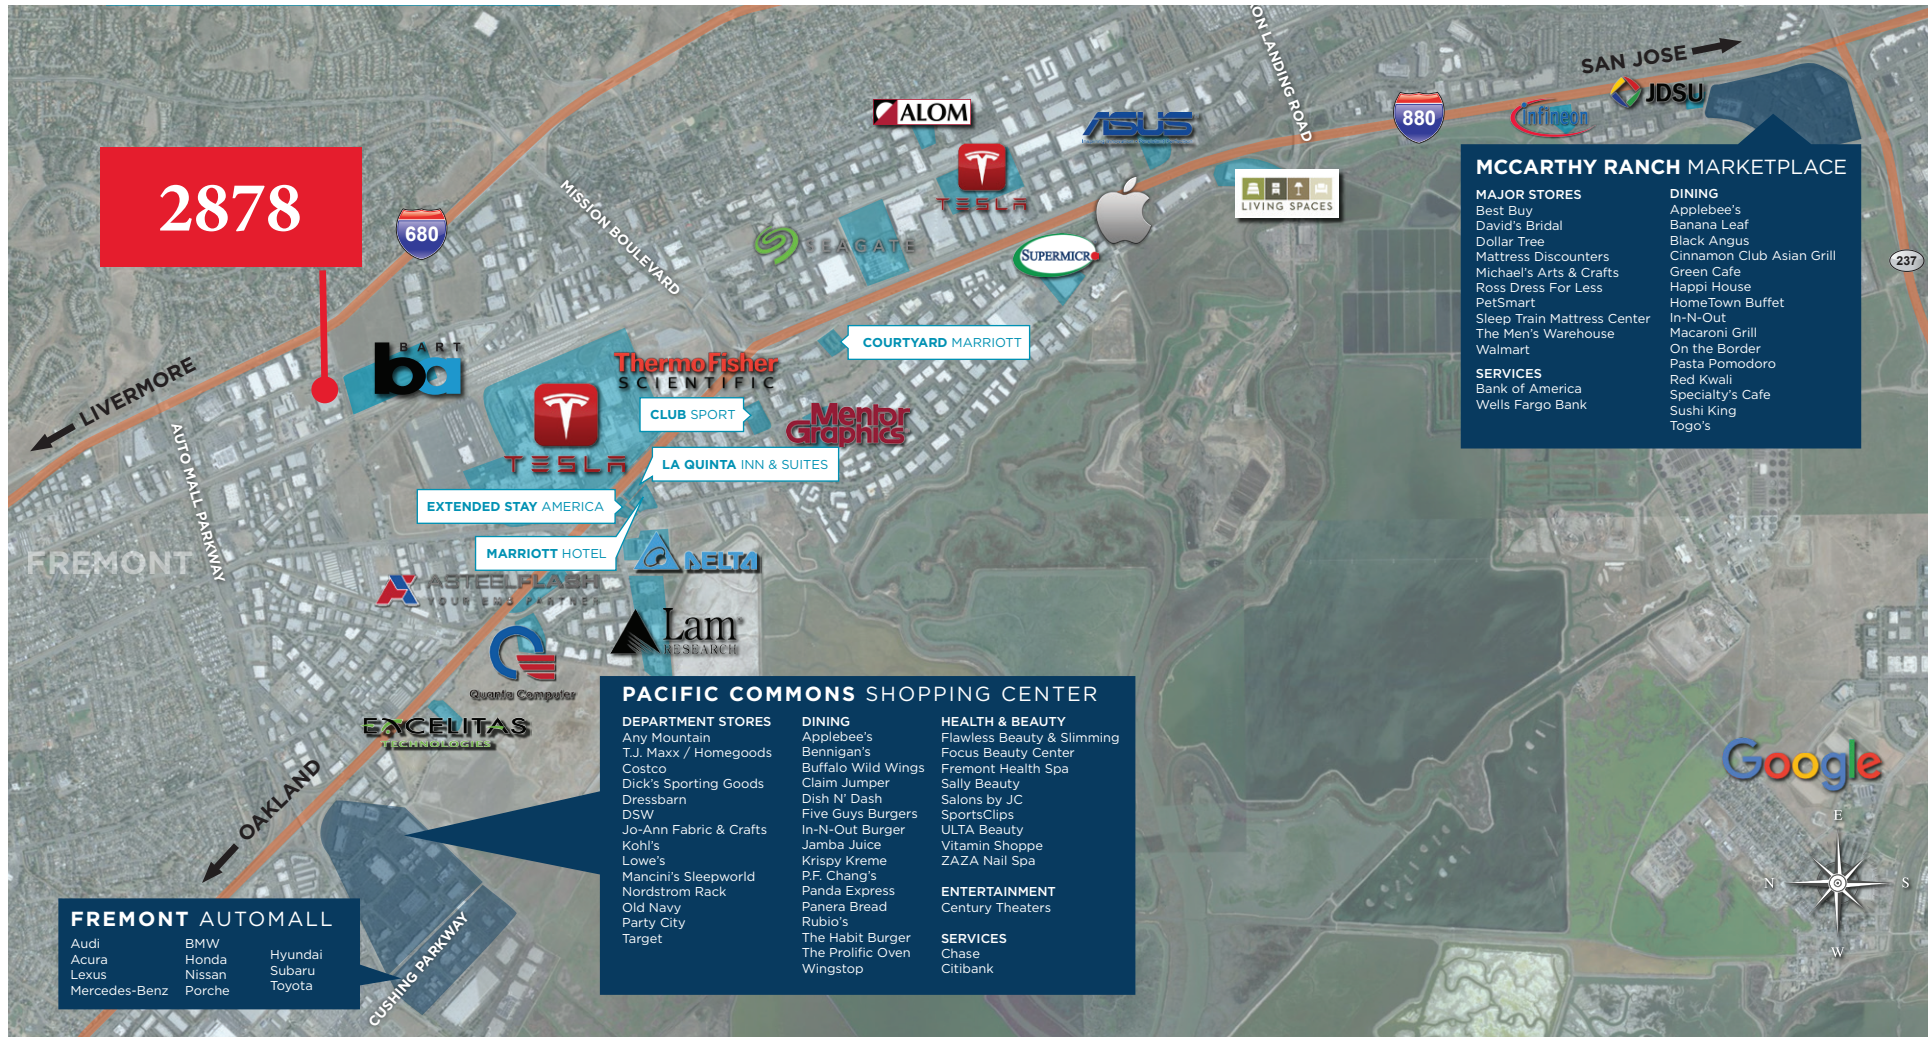 ON LANDING ROAD
SAN JOSE
880
infineon
JDSU
ALOM
ASUS
TESLA
LIVING SPACES
2878
680
MISSION BOULEVARD
SEAGATE
SUPERMICRO
237
MCCARTHY RANCH MARKETPLACE
MAJOR STORES
Best Buy
David's Bridal
Dollar Tree
Mattress Discounters
Michael's Arts & Crafts
Ross Dress For Less
PetSmart
Sleep Train Mattress Center
The Men's Warehouse
Walmart
SERVICES
Bank of America
Wells Fargo Bank
DINING
Applebee's
Banana Leaf
Black Angus
Cinnamon Club Asian Grill
Green Cafe
Happi House
HomeTown Buffet
In-N-Out
Macaroni Grill
On the Border
Pasta Pomodoro
Red Kwali
Specialty's Cafe
Sushi King
Togo's
COURTYARD MARRIOTT
BART
ba
ThermoFisher
SCIENTIFIC
LIVERMORE
CLUB SPORT
Mentor
Graphics
TESLA
LA QUINTA INN & SUITES
AUTO MALL PARKWAY
EXTENDED STAY AMERICA
MARRIOTT HOTEL
FREMONT
DELTA
ASTEELFLASH
YOUR EMS PARTNER
Lam
RESEARCH
Quanta Computer
EXCELITAS
TECHNOLOGIES
OAKLAND
PACIFIC COMMONS SHOPPING CENTER
DEPARTMENT STORES
Any Mountain
T.J. Maxx / Homegoods
Costco
Dick's Sporting Goods
Dressbarn
DSW
Jo-Ann Fabric & Crafts
Kohl's
Lowe's
Mancini's Sleepworld
Nordstrom Rack
Old Navy
Party City
Target
DINING
Applebee's
Bennigan's
Buffalo Wild Wings
Claim Jumper
Dish N' Dash
Five Guys Burgers
In-N-Out Burger
Jamba Juice
Krispy Kreme
P.F. Chang's
Panda Express
Panera Bread
Rubio's
The Habit Burger
The Prolific Oven
Wingstop
HEALTH & BEAUTY
Flawless Beauty & Slimming
Focus Beauty Center
Fremont Health Spa
Sally Beauty
Salons by JC
SportsClips
ULTA Beauty
Vitamin Shoppe
ZAZA Nail Spa
ENTERTAINMENT
Century Theaters
SERVICES
Chase
Citibank
Google
E
N
S
W
FREMONT AUTOMALL
Audi
Acura
Lexus
Mercedes-Benz
BMW
Honda
Nissan
Porche
Hyundai
Subaru
Toyota
CUSHING PARKWAY